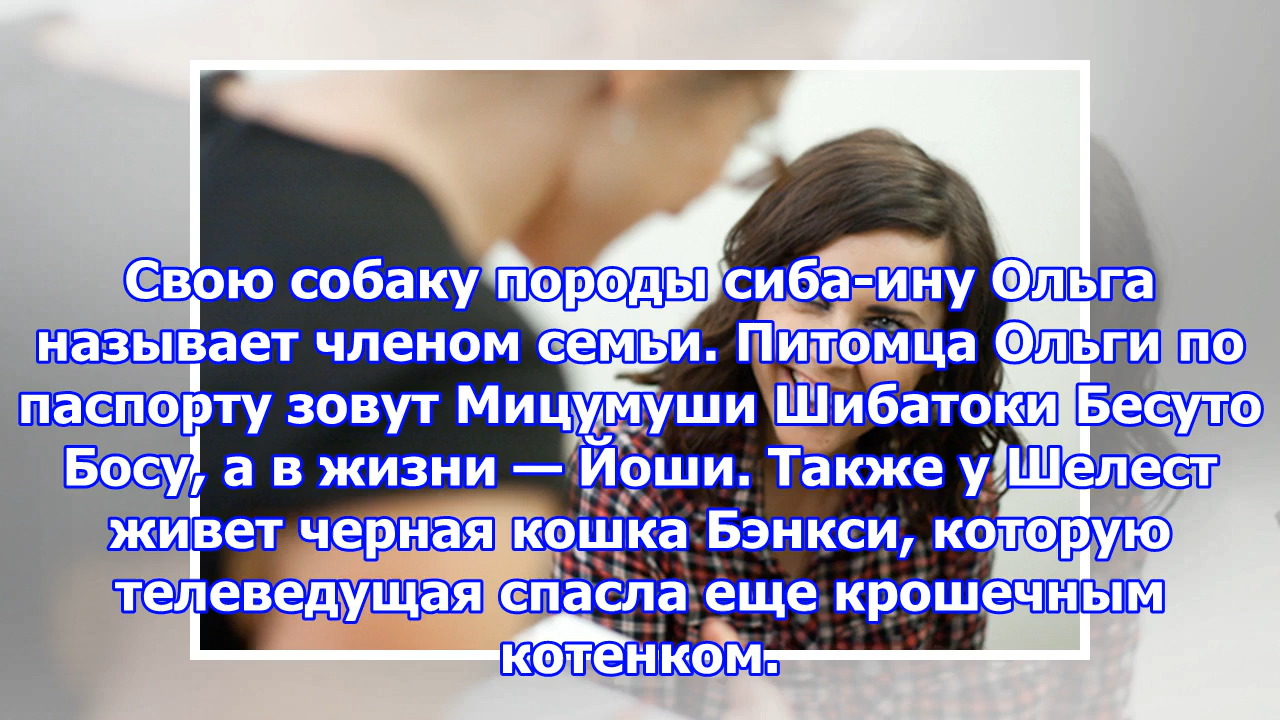 Свою собаку породы сиба-ину Ольга
называет членом семьи. Питомца Ольги по
паспорту зовут Мицумуши Шибатоки Бесуто
Босу, а в жизни — Йоши. Также у Шелест
живет черная кошка Бэнкси, которую
телеведущая спасла еще крошечным
котенком.